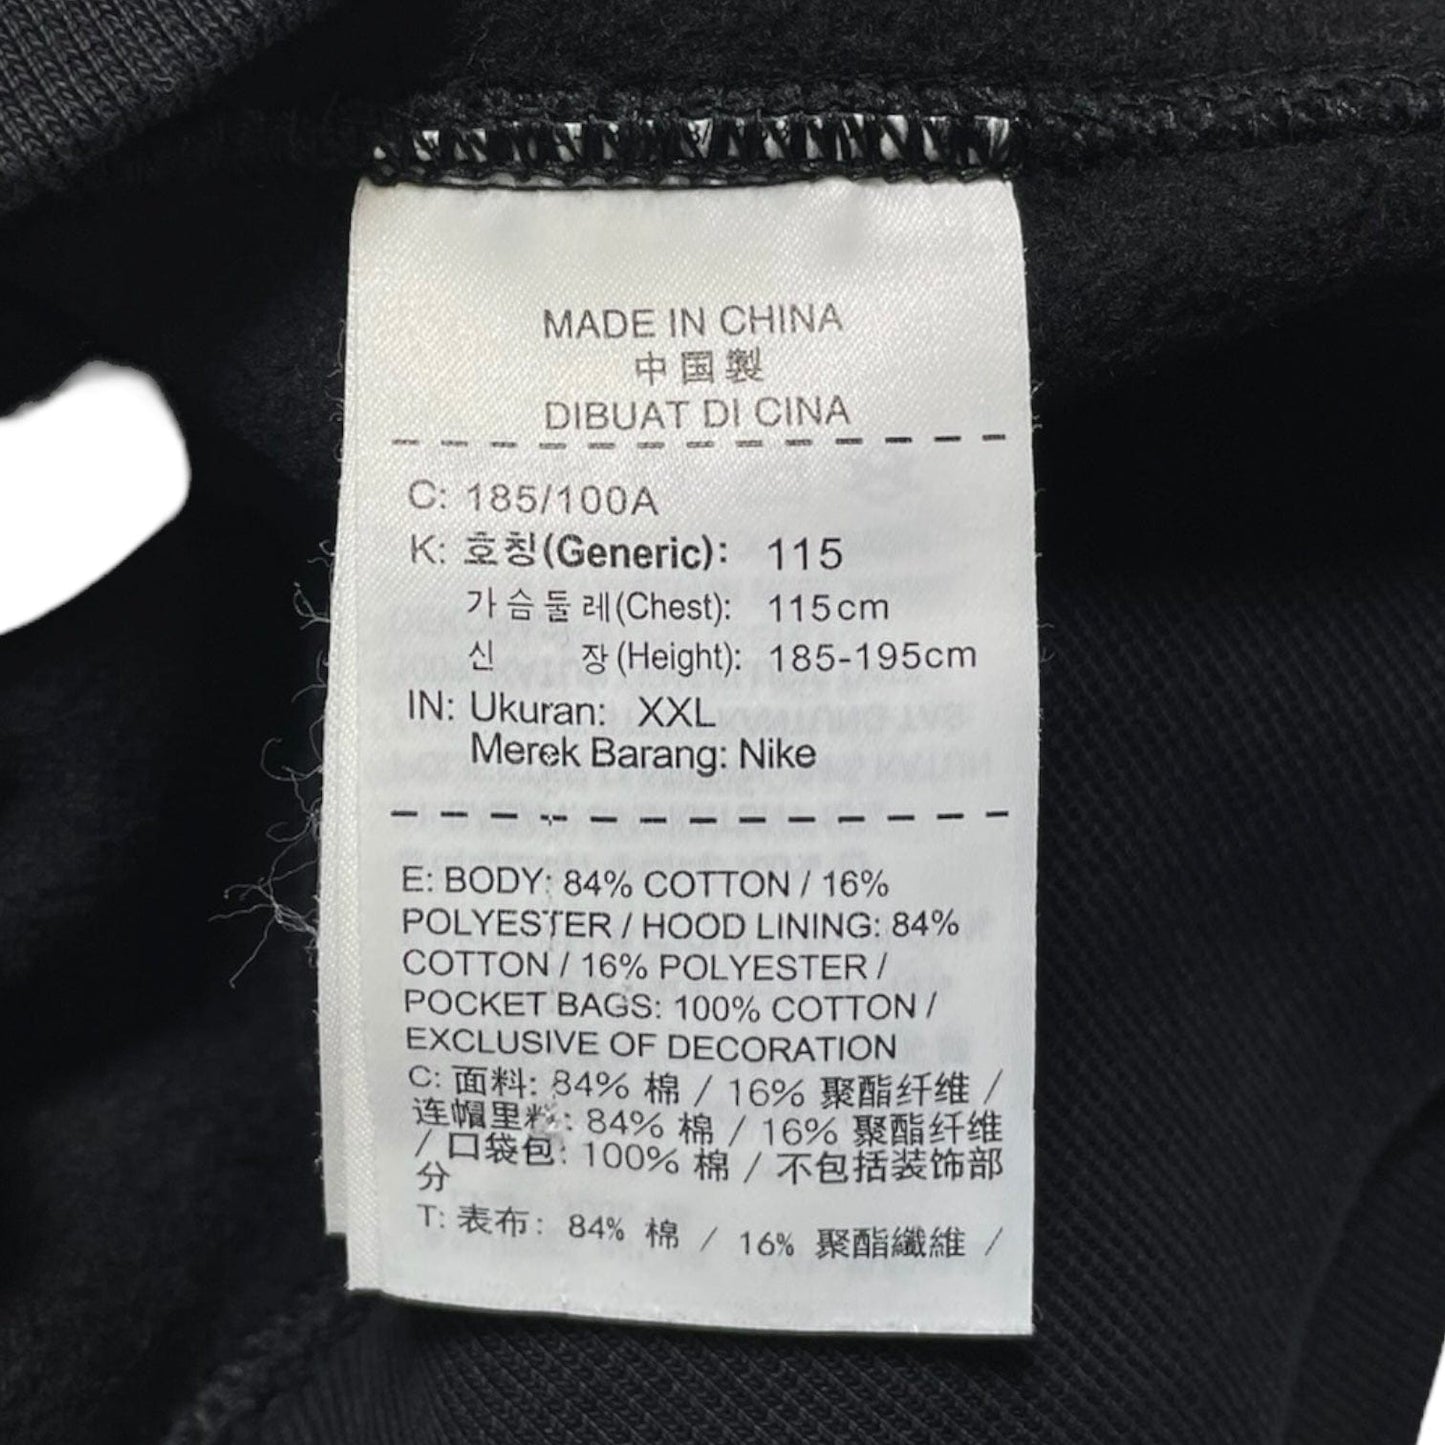 MADE IN CHINA
中国製
DIBUAT DI CINA
C: 185/100A
K: 호칭(Generic): 115
가슴둘레(Chest): 115cm
신 장(Height): 185-195cm
IN: Ukuran: XXL
Merek Barang: Nike
E: BODY: 84% COTTON / 16%
POLYESTER / HOOD LINING: 84%
COTTON / 16% POLYESTER /
POCKET BAGS: 100% COTTON /
EXCLUSIVE OF DECORATION
C: 面料: 84% 棉 / 16% 聚酯纤维 /
连帽里料: 84% 棉 / 16% 聚酯纤维
/ 口袋包: 100% 棉 / 不包括装饰部
分
T: 表布: 84% 棉 / 16% 聚酯纖維 /